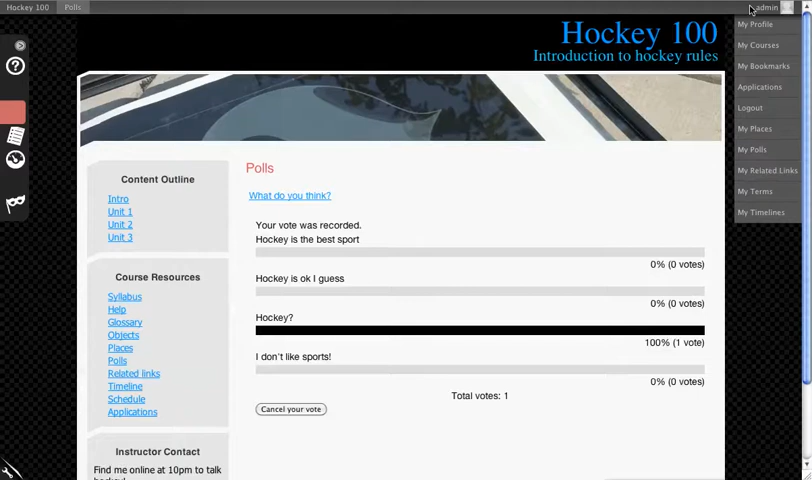 Hockey 100
Polls
admin
My Profile
My Courses
My Bookmarks
Applications
Logout
My Places
My Polls
My Related Links
My Terms
My Timelines
Hockey 100
Introduction to hockey rules
Content Outline
Intro
Unit 1
Unit 2
Unit 3
Course Resources
Syllabus
Help
Glossary
Objects
Places
Polls
Related links
Timeline
Schedule
Applications
Instructor Contact
Find me online at 10pm to talk
Polls
What do you think?
Your vote was recorded.
Hockey is the best sport
0% (0 votes)
Hockey is ok I guess
0% (0 votes)
Hockey?
100% (1 vote)
I don't like sports!
0% (0 votes)
Total votes: 1
Cancel your vote